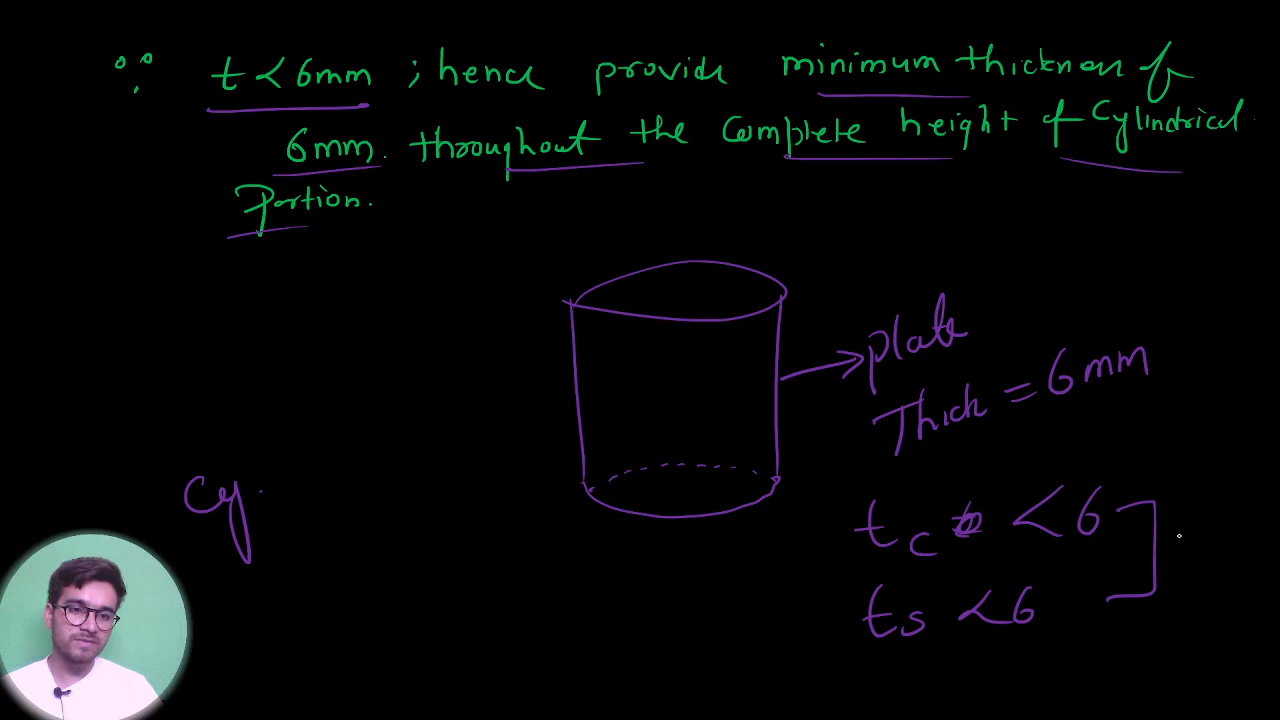 ∵ t < 6mm ; hence provide minimum thickness of
6mm. throughout the complete height of Cylindrical
Portion.
Plate
Thick = 6mm
Cy.
tc < 6
ts < 6